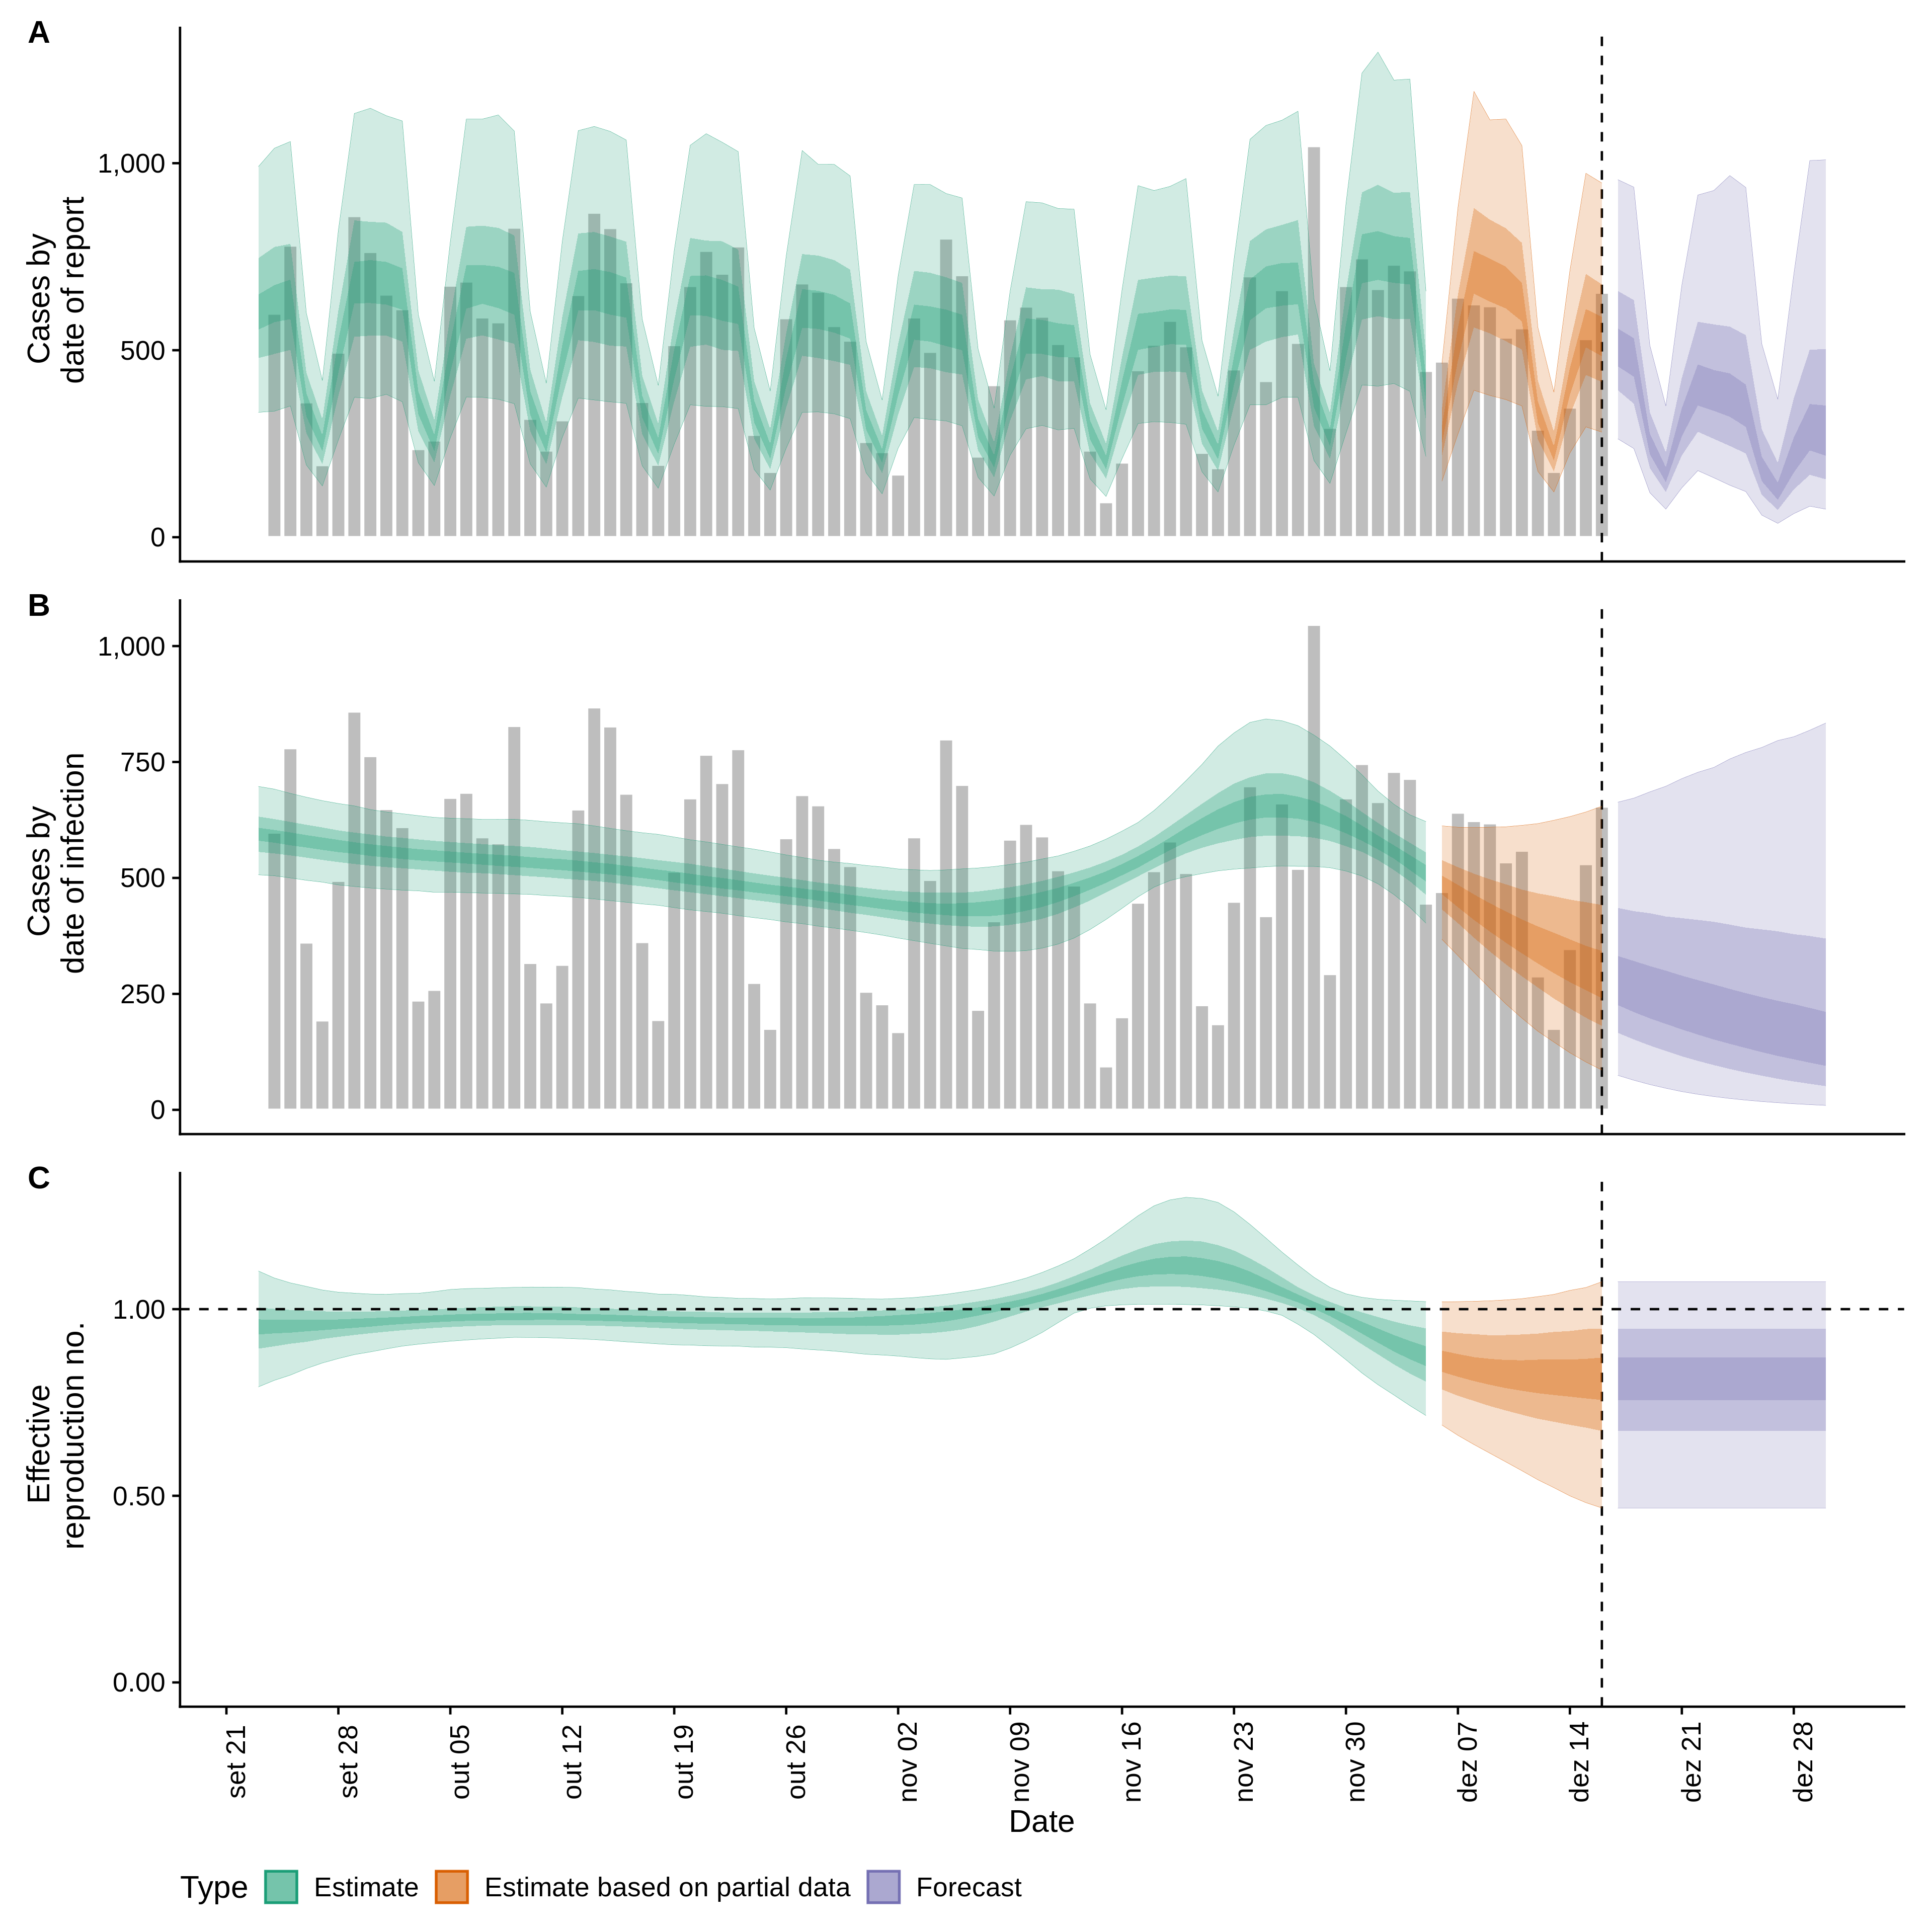 A
Cases by
date of report
1,000
500
0
B
Cases by
date of infection
1,000
750
500
250
0
C
Effective
reproduction no.
1.00
0.50
0.00
set 21
set 28
out 05
out 12
out 19
out 26
nov 02
nov 09
nov 16
nov 23
nov 30
dez 07
dez 14
dez 21
dez 28
Date
Type Estimate Estimate based on partial data Forecast